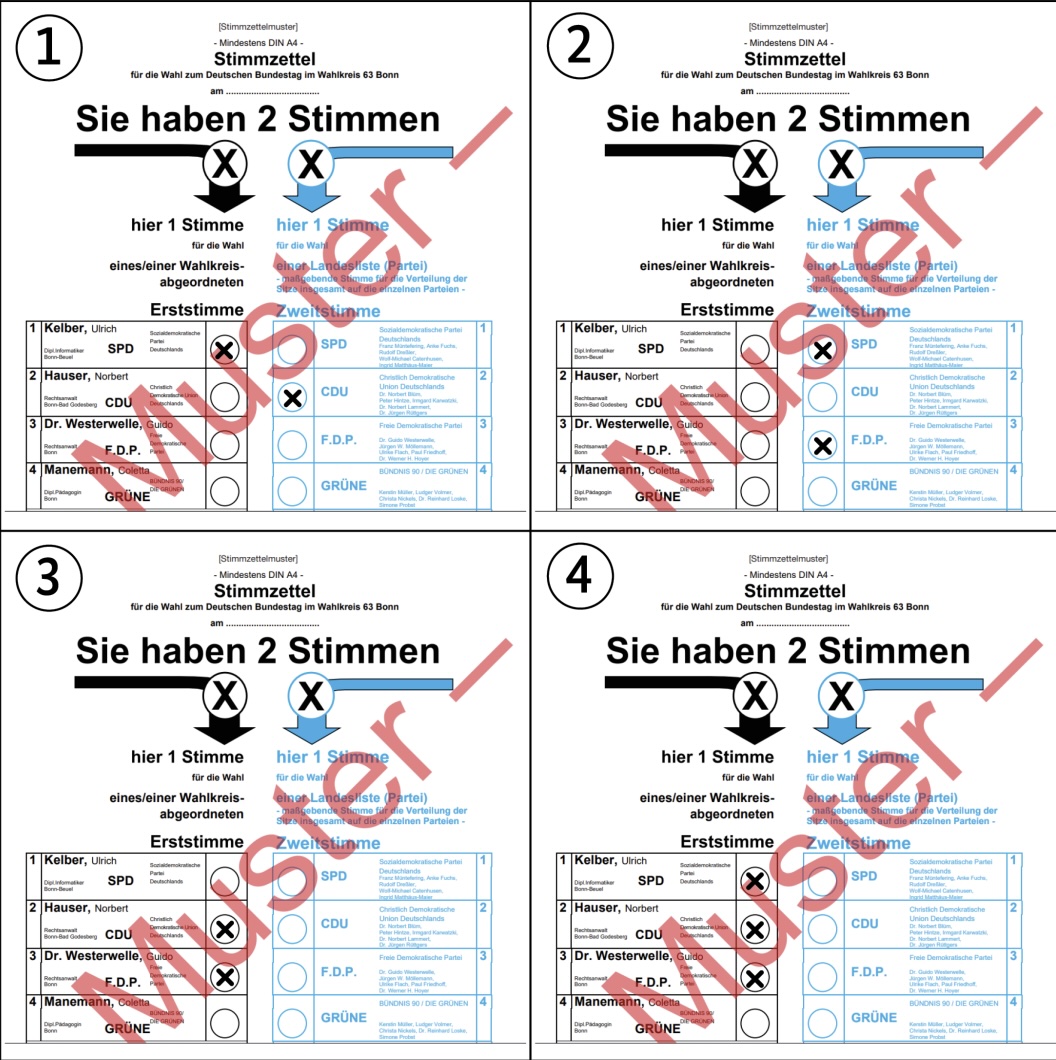 1
[Stimmzettelmuster]
- Mindestens DIN A4 -
Stimmzettel
für die Wahl zum Deutschen Bundestag im Wahlkreis 63 Bonn
am ...................................
Sie haben 2 Stimmen
X X
hier 1 Stimme
für die Wahl
eines/einer Wahlkreis-
abgeordneten
Erststimme
hier 1 Stimme
für die Wahl
einer Landesliste (Partei)
- maßgebende Stimme für die Verteilung der
Sitze insgesamt auf die einzelnen Parteien -
Zweitstimme
1 Kelber, Ulrich
Dipl.Informatiker
Bonn-Beuel
SPD
Sozialdemokratische
Partei
Deutschlands
X
2 Hauser, Norbert
Rechtsanwalt
Bonn-Bad Godesberg
CDU
Christlich
Demokratische Union
Deutschlands
3 Dr. Westerwelle, Guido
Rechtsanwalt
Bonn
F.D.P.
Freie
Demokratische
Partei
4 Manemann, Coletta
Dipl.Pädagogin
Bonn
GRÜNE
BÜNDNIS 90/
DIE GRÜNEN
SPD
Sozialdemokratische Partei
Deutschlands
Franz Müntefering, Anke Fuchs,
Rudolf Dreßler,
Wolf-Michael Catenhusen,
Ingrid Matthäus-Maier
1
X
CDU
Christlich Demokratische
Union Deutschlands
Dr. Norbert Blüm,
Peter Hintze, Irmgard Karwatzki,
Dr. Norbert Lammert,
Dr. Jürgen Rüttgers
2
F.D.P.
Freie Demokratische Partei
Dr. Guido Westerwelle,
Jürgen W. Möllemann,
Ulrike Flach, Paul Friedhoff,
Dr. Werner H. Hoyer
3
GRÜNE
BÜNDNIS 90 / DIE GRÜNEN
Kerstin Müller, Ludger Volmer,
Christa Nickels, Dr. Reinhard Loske,
Simone Probst
4
Muster
2
[Stimmzettelmuster]
- Mindestens DIN A4 -
Stimmzettel
für die Wahl zum Deutschen Bundestag im Wahlkreis 63 Bonn
am ...................................
Sie haben 2 Stimmen
X X
hier 1 Stimme
für die Wahl
eines/einer Wahlkreis-
abgeordneten
Erststimme
hier 1 Stimme
für die Wahl
einer Landesliste (Partei)
- maßgebende Stimme für die Verteilung der
Sitze insgesamt auf die einzelnen Parteien -
Zweitstimme
1 Kelber, Ulrich
Dipl.Informatiker
Bonn-Beuel
SPD
Sozialdemokratische
Partei
Deutschlands
2 Hauser, Norbert
Rechtsanwalt
Bonn-Bad Godesberg
CDU
Christlich
Demokratische Union
Deutschlands
3 Dr. Westerwelle, Guido
Rechtsanwalt
Bonn
F.D.P.
Freie
Demokratische
Partei
4 Manemann, Coletta
Dipl.Pädagogin
Bonn
GRÜNE
BÜNDNIS 90/
DIE GRÜNEN
X
SPD
Sozialdemokratische Partei
Deutschlands
Franz Müntefering, Anke Fuchs,
Rudolf Dreßler,
Wolf-Michael Catenhusen,
Ingrid Matthäus-Maier
1
CDU
Christlich Demokratische
Union Deutschlands
Dr. Norbert Blüm,
Peter Hintze, Irmgard Karwatzki,
Dr. Norbert Lammert,
Dr. Jürgen Rüttgers
2
X
F.D.P.
Freie Demokratische Partei
Dr. Guido Westerwelle,
Jürgen W. Möllemann,
Ulrike Flach, Paul Friedhoff,
Dr. Werner H. Hoyer
3
GRÜNE
BÜNDNIS 90 / DIE GRÜNEN
Kerstin Müller, Ludger Volmer,
Christa Nickels, Dr. Reinhard Loske,
Simone Probst
4
Muster
3
[Stimmzettelmuster]
- Mindestens DIN A4 -
Stimmzettel
für die Wahl zum Deutschen Bundestag im Wahlkreis 63 Bonn
am ...................................
Sie haben 2 Stimmen
X X
hier 1 Stimme
für die Wahl
eines/einer Wahlkreis-
abgeordneten
Erststimme
hier 1 Stimme
für die Wahl
einer Landesliste (Partei)
- maßgebende Stimme für die Verteilung der
Sitze insgesamt auf die einzelnen Parteien -
Zweitstimme
1 Kelber, Ulrich
Dipl.Informatiker
Bonn-Beuel
SPD
Sozialdemokratische
Partei
Deutschlands
2 Hauser, Norbert
Rechtsanwalt
Bonn-Bad Godesberg
CDU
Christlich
Demokratische Union
Deutschlands
X
3 Dr. Westerwelle, Guido
Rechtsanwalt
Bonn
F.D.P.
Freie
Demokratische
Partei
X
4 Manemann, Coletta
Dipl.Pädagogin
Bonn
GRÜNE
BÜNDNIS 90/
DIE GRÜNEN
SPD
Sozialdemokratische Partei
Deutschlands
Franz Müntefering, Anke Fuchs,
Rudolf Dreßler,
Wolf-Michael Catenhusen,
Ingrid Matthäus-Maier
1
CDU
Christlich Demokratische
Union Deutschlands
Dr. Norbert Blüm,
Peter Hintze, Irmgard Karwatzki,
Dr. Norbert Lammert,
Dr. Jürgen Rüttgers
2
F.D.P.
Freie Demokratische Partei
Dr. Guido Westerwelle,
Jürgen W. Möllemann,
Ulrike Flach, Paul Friedhoff,
Dr. Werner H. Hoyer
3
GRÜNE
BÜNDNIS 90 / DIE GRÜNEN
Kerstin Müller, Ludger Volmer,
Christa Nickels, Dr. Reinhard Loske,
Simone Probst
4
Muster
4
[Stimmzettelmuster]
- Mindestens DIN A4 -
Stimmzettel
für die Wahl zum Deutschen Bundestag im Wahlkreis 63 Bonn
am ...................................
Sie haben 2 Stimmen
X X
hier 1 Stimme
für die Wahl
eines/einer Wahlkreis-
abgeordneten
Erststimme
hier 1 Stimme
für die Wahl
einer Landesliste (Partei)
- maßgebende Stimme für die Verteilung der
Sitze insgesamt auf die einzelnen Parteien -
Zweitstimme
1 Kelber, Ulrich
Dipl.Informatiker
Bonn-Beuel
SPD
Sozialdemokratische
Partei
Deutschlands
X
2 Hauser, Norbert
Rechtsanwalt
Bonn-Bad Godesberg
CDU
Christlich
Demokratische Union
Deutschlands
X
3 Dr. Westerwelle, Guido
Rechtsanwalt
Bonn
F.D.P.
Freie
Demokratische
Partei
X
4 Manemann, Coletta
Dipl.Pädagogin
Bonn
GRÜNE
BÜNDNIS 90/
DIE GRÜNEN
SPD
Sozialdemokratische Partei
Deutschlands
Franz Müntefering, Anke Fuchs,
Rudolf Dreßler,
Wolf-Michael Catenhusen,
Ingrid Matthäus-Maier
1
CDU
Christlich Demokratische
Union Deutschlands
Dr. Norbert Blüm,
Peter Hintze, Irmgard Karwatzki,
Dr. Norbert Lammert,
Dr. Jürgen Rüttgers
2
F.D.P.
Freie Demokratische Partei
Dr. Guido Westerwelle,
Jürgen W. Möllemann,
Ulrike Flach, Paul Friedhoff,
Dr. Werner H. Hoyer
3
GRÜNE
BÜNDNIS 90 / DIE GRÜNEN
Kerstin Müller, Ludger Volmer,
Christa Nickels, Dr. Reinhard Loske,
Simone Probst
4
Muster